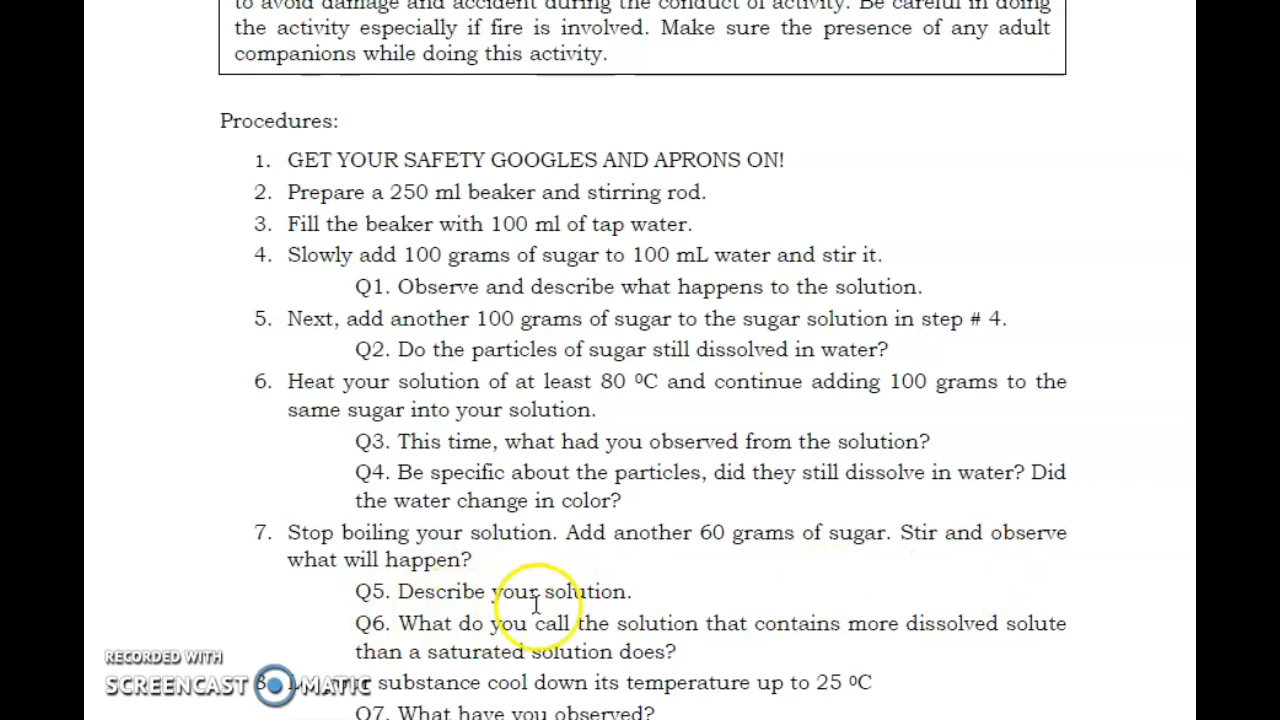 to avoid damage and accident during the conduct of activity. Be careful in doing
the activity especially if fire is involved. Make sure the presence of any adult
companions while doing this activity.
Procedures:
1. GET YOUR SAFETY GOOGLES AND APRONS ON!
2. Prepare a 250 ml beaker and stirring rod.
3. Fill the beaker with 100 ml of tap water.
4. Slowly add 100 grams of sugar to 100 mL water and stir it.
Q1. Observe and describe what happens to the solution.
5. Next, add another 100 grams of sugar to the sugar solution in step # 4.
Q2. Do the particles of sugar still dissolved in water?
6. Heat your solution of at least 80 ⁰C and continue adding 100 grams to the
same sugar into your solution.
Q3. This time, what had you observed from the solution?
Q4. Be specific about the particles, did they still dissolve in water? Did
the water change in color?
7. Stop boiling your solution. Add another 60 grams of sugar. Stir and observe
what will happen?
Q5. Describe your solution.
Q6. What do you call the solution that contains more dissolved solute
than a saturated solution does?
RECORDED WITH
SCREENCAST MATIC
substance cool down its temperature up to 25 ⁰C
Q7. What have you observed?